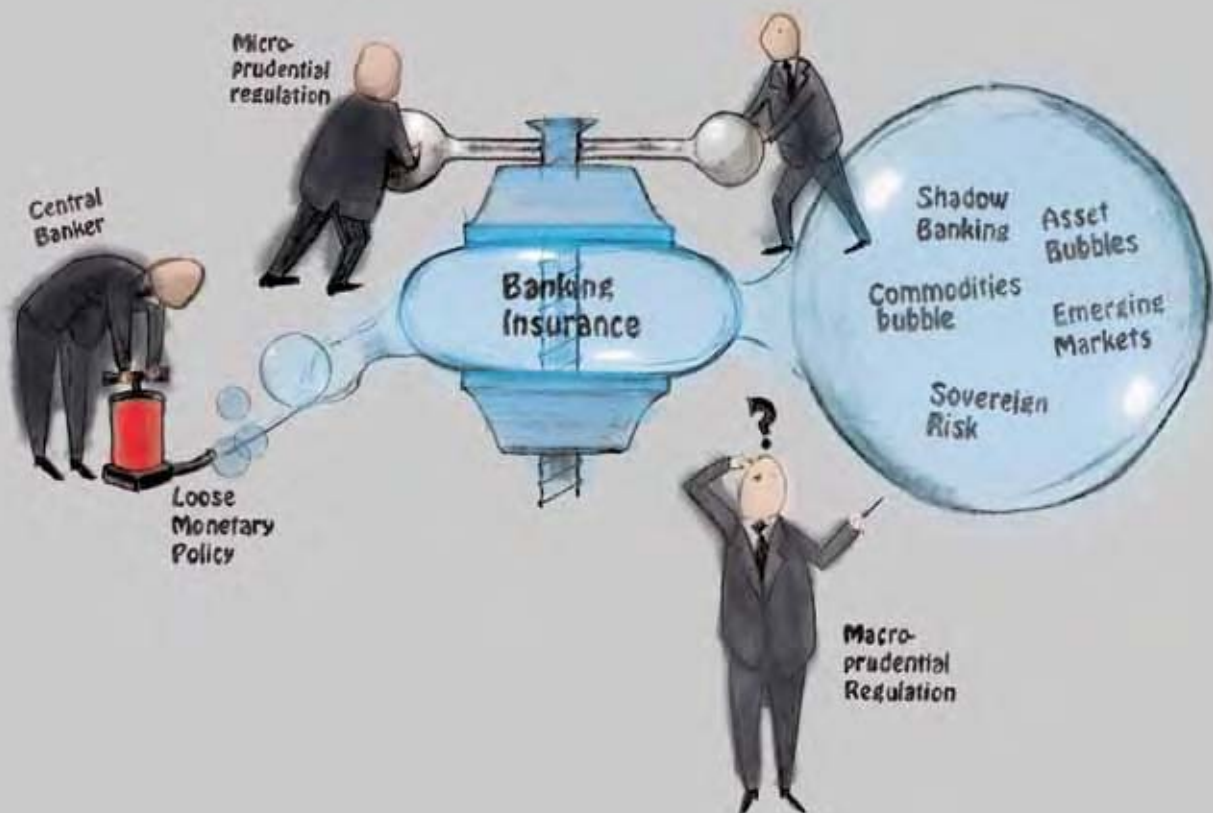 Micro-
prudential
regulation
Central
Banker
Loose
Monetary
Policy
Banking
Insurance
Shadow
Banking
Asset
Bubbles
Commodities
bubble
Emerging
Markets
Sovereign
Risk
?
Macro-
prudential
Regulation